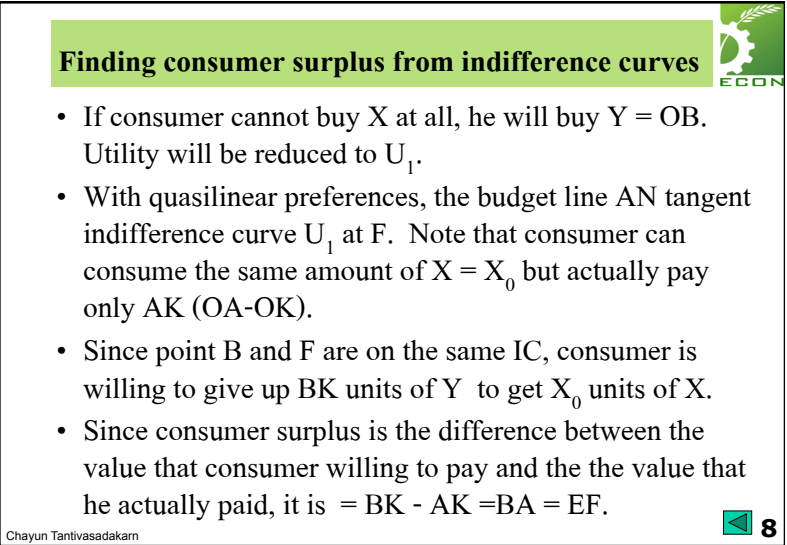 Finding consumer surplus from indifference curves
ECON
• If consumer cannot buy X at all, he will buy Y = OB.
Utility will be reduced to U₁.
• With quasilinear preferences, the budget line AN tangent
indifference curve U₁ at F. Note that consumer can
consume the same amount of X = X₀ but actually pay
only AK (OA-OK).
• Since point B and F are on the same IC, consumer is
willing to give up BK units of Y to get X₀ units of X.
• Since consumer surplus is the difference between the
value that consumer willing to pay and the the value that
he actually paid, it is = BK - AK =BA = EF.
Chayun Tantivasadakarn
8